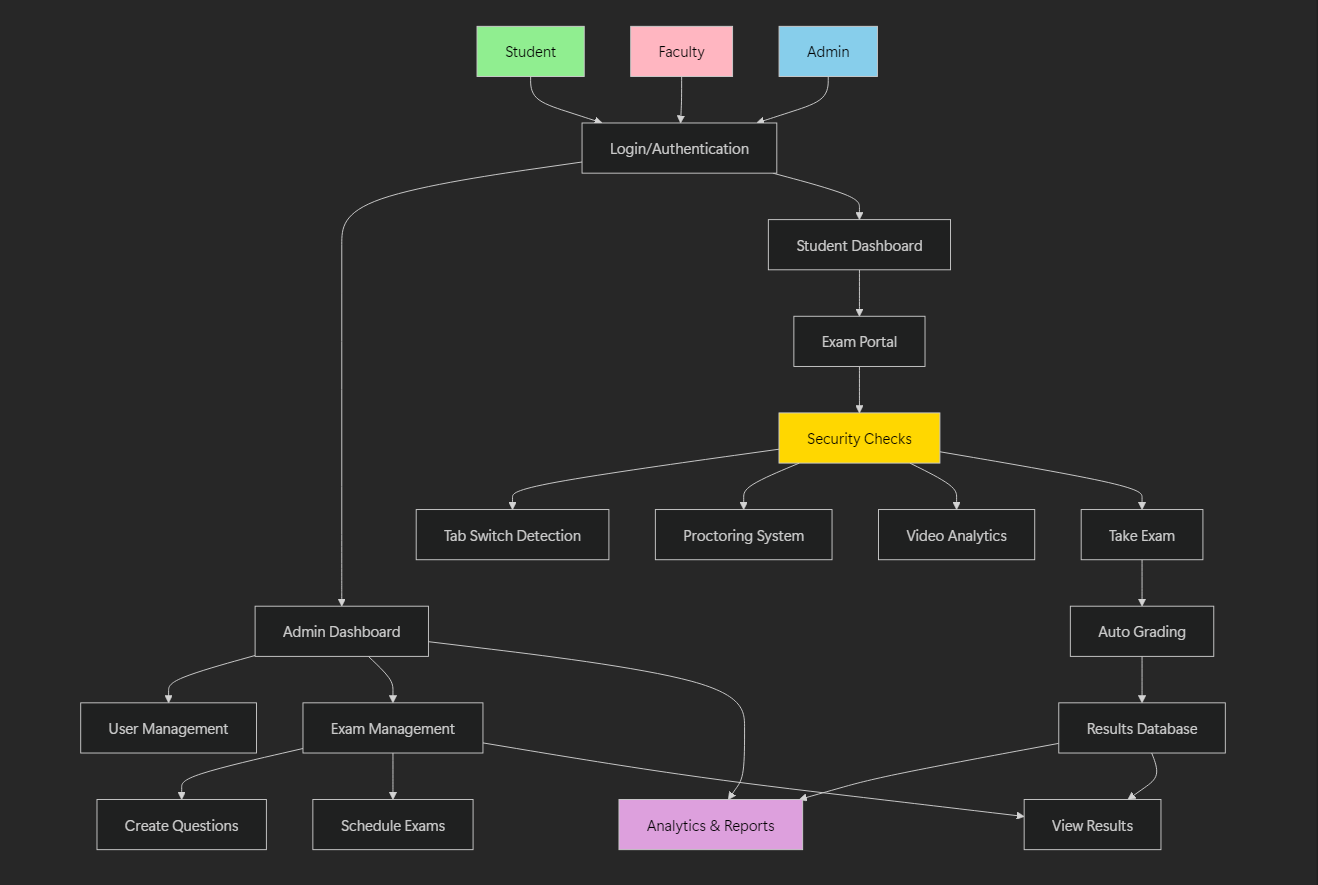 Student
Faculty
Admin
Login/Authentication
Student Dashboard
Exam Portal
Security Checks
Tab Switch Detection
Proctoring System
Video Analytics
Take Exam
Admin Dashboard
Auto Grading
User Management
Exam Management
Results Database
Create Questions
Schedule Exams
Analytics & Reports
View Results